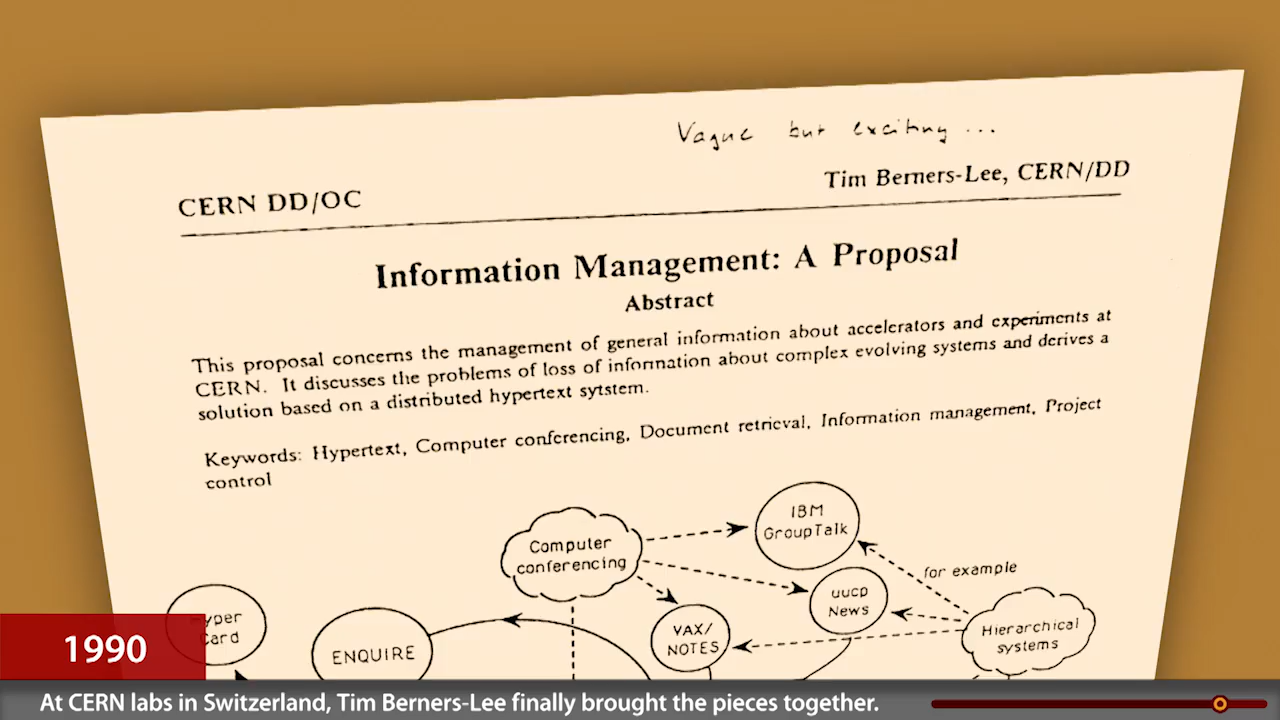 Vague but exciting ...
CERN DD/OC
Tim Berners-Lee, CERN/DD
Information Management: A Proposal
Abstract
This proposal concerns the management of general information about accelerators and experiments at
CERN. It discusses the problems of loss of information about complex evolving systems and derives a
solution based on a distributed hypertext sytstem.
Keywords: Hypertext, Computer conferencing, Document retrieval, Information management, Project
control
IBM
GroupTalk
Computer
conferencing
for example
uucp
News
Hyper
Card
VAX/
NOTES
Hierarchical
systems
ENQUIRE
1990
At CERN labs in Switzerland, Tim Berners-Lee finally brought the pieces together.